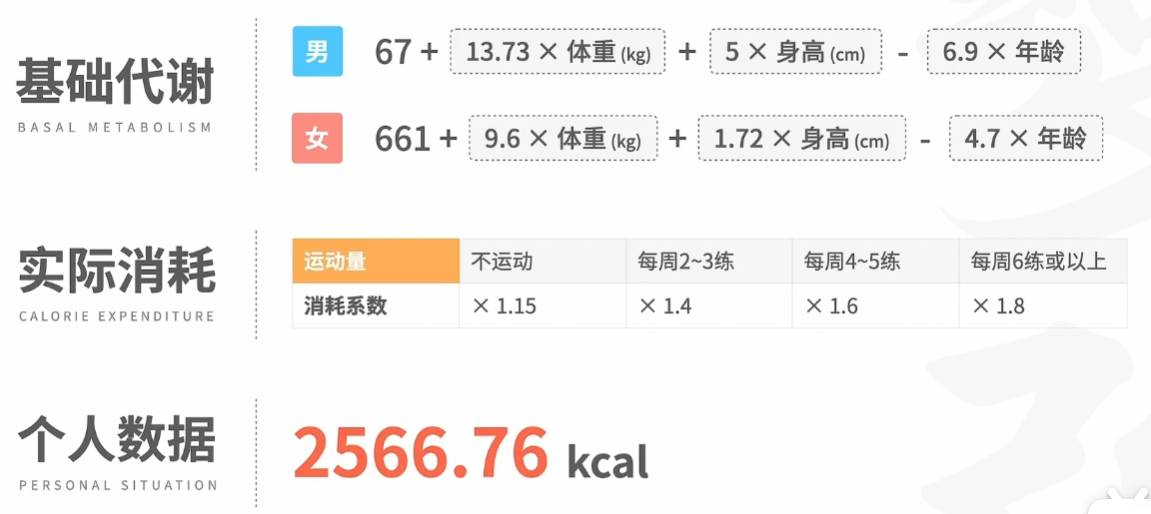 基础代谢
BASAL METABOLISM
男 67 + 13.73 × 体重 (kg) + 5 × 身高 (cm) - 6.9 × 年龄
女 661 + 9.6 × 体重 (kg) + 1.72 × 身高 (cm) - 4.7 × 年龄
实际消耗
CALORIE EXPENDITURE
运动量 不运动 每周2~3练 每周4~5练 每周6练或以上
消耗系数 × 1.15 × 1.4 × 1.6 × 1.8
个人数据
PERSONAL SITUATION
2566.76 kcal